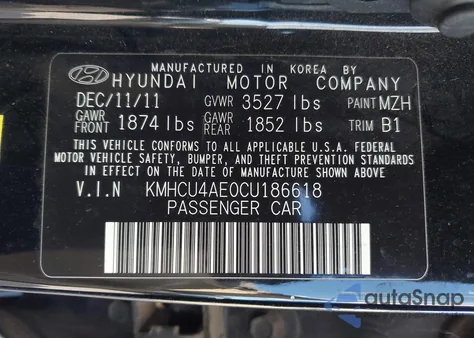 MANUFACTURED IN KOREA BY
HYUNDAI MOTOR COMPANY
DEC/11/11 GVWR 3527 lbs PAINT MZH
GAWR FRONT 1874 lbs GAWR REAR 1852 lbs TRIM B1
THIS VEHICLE CONFORMS TO ALL APPLICABLE U.S.A. FEDERAL
MOTOR VEHICLE SAFETY, BUMPER, AND THEFT PREVENTION
STANDARDS IN EFFECT ON THE DATE OF MANUFACTURE SHOWN ABOVE.
V.I.N KMHCU4AE0CU186618
PASSENGER CAR
autoSnap